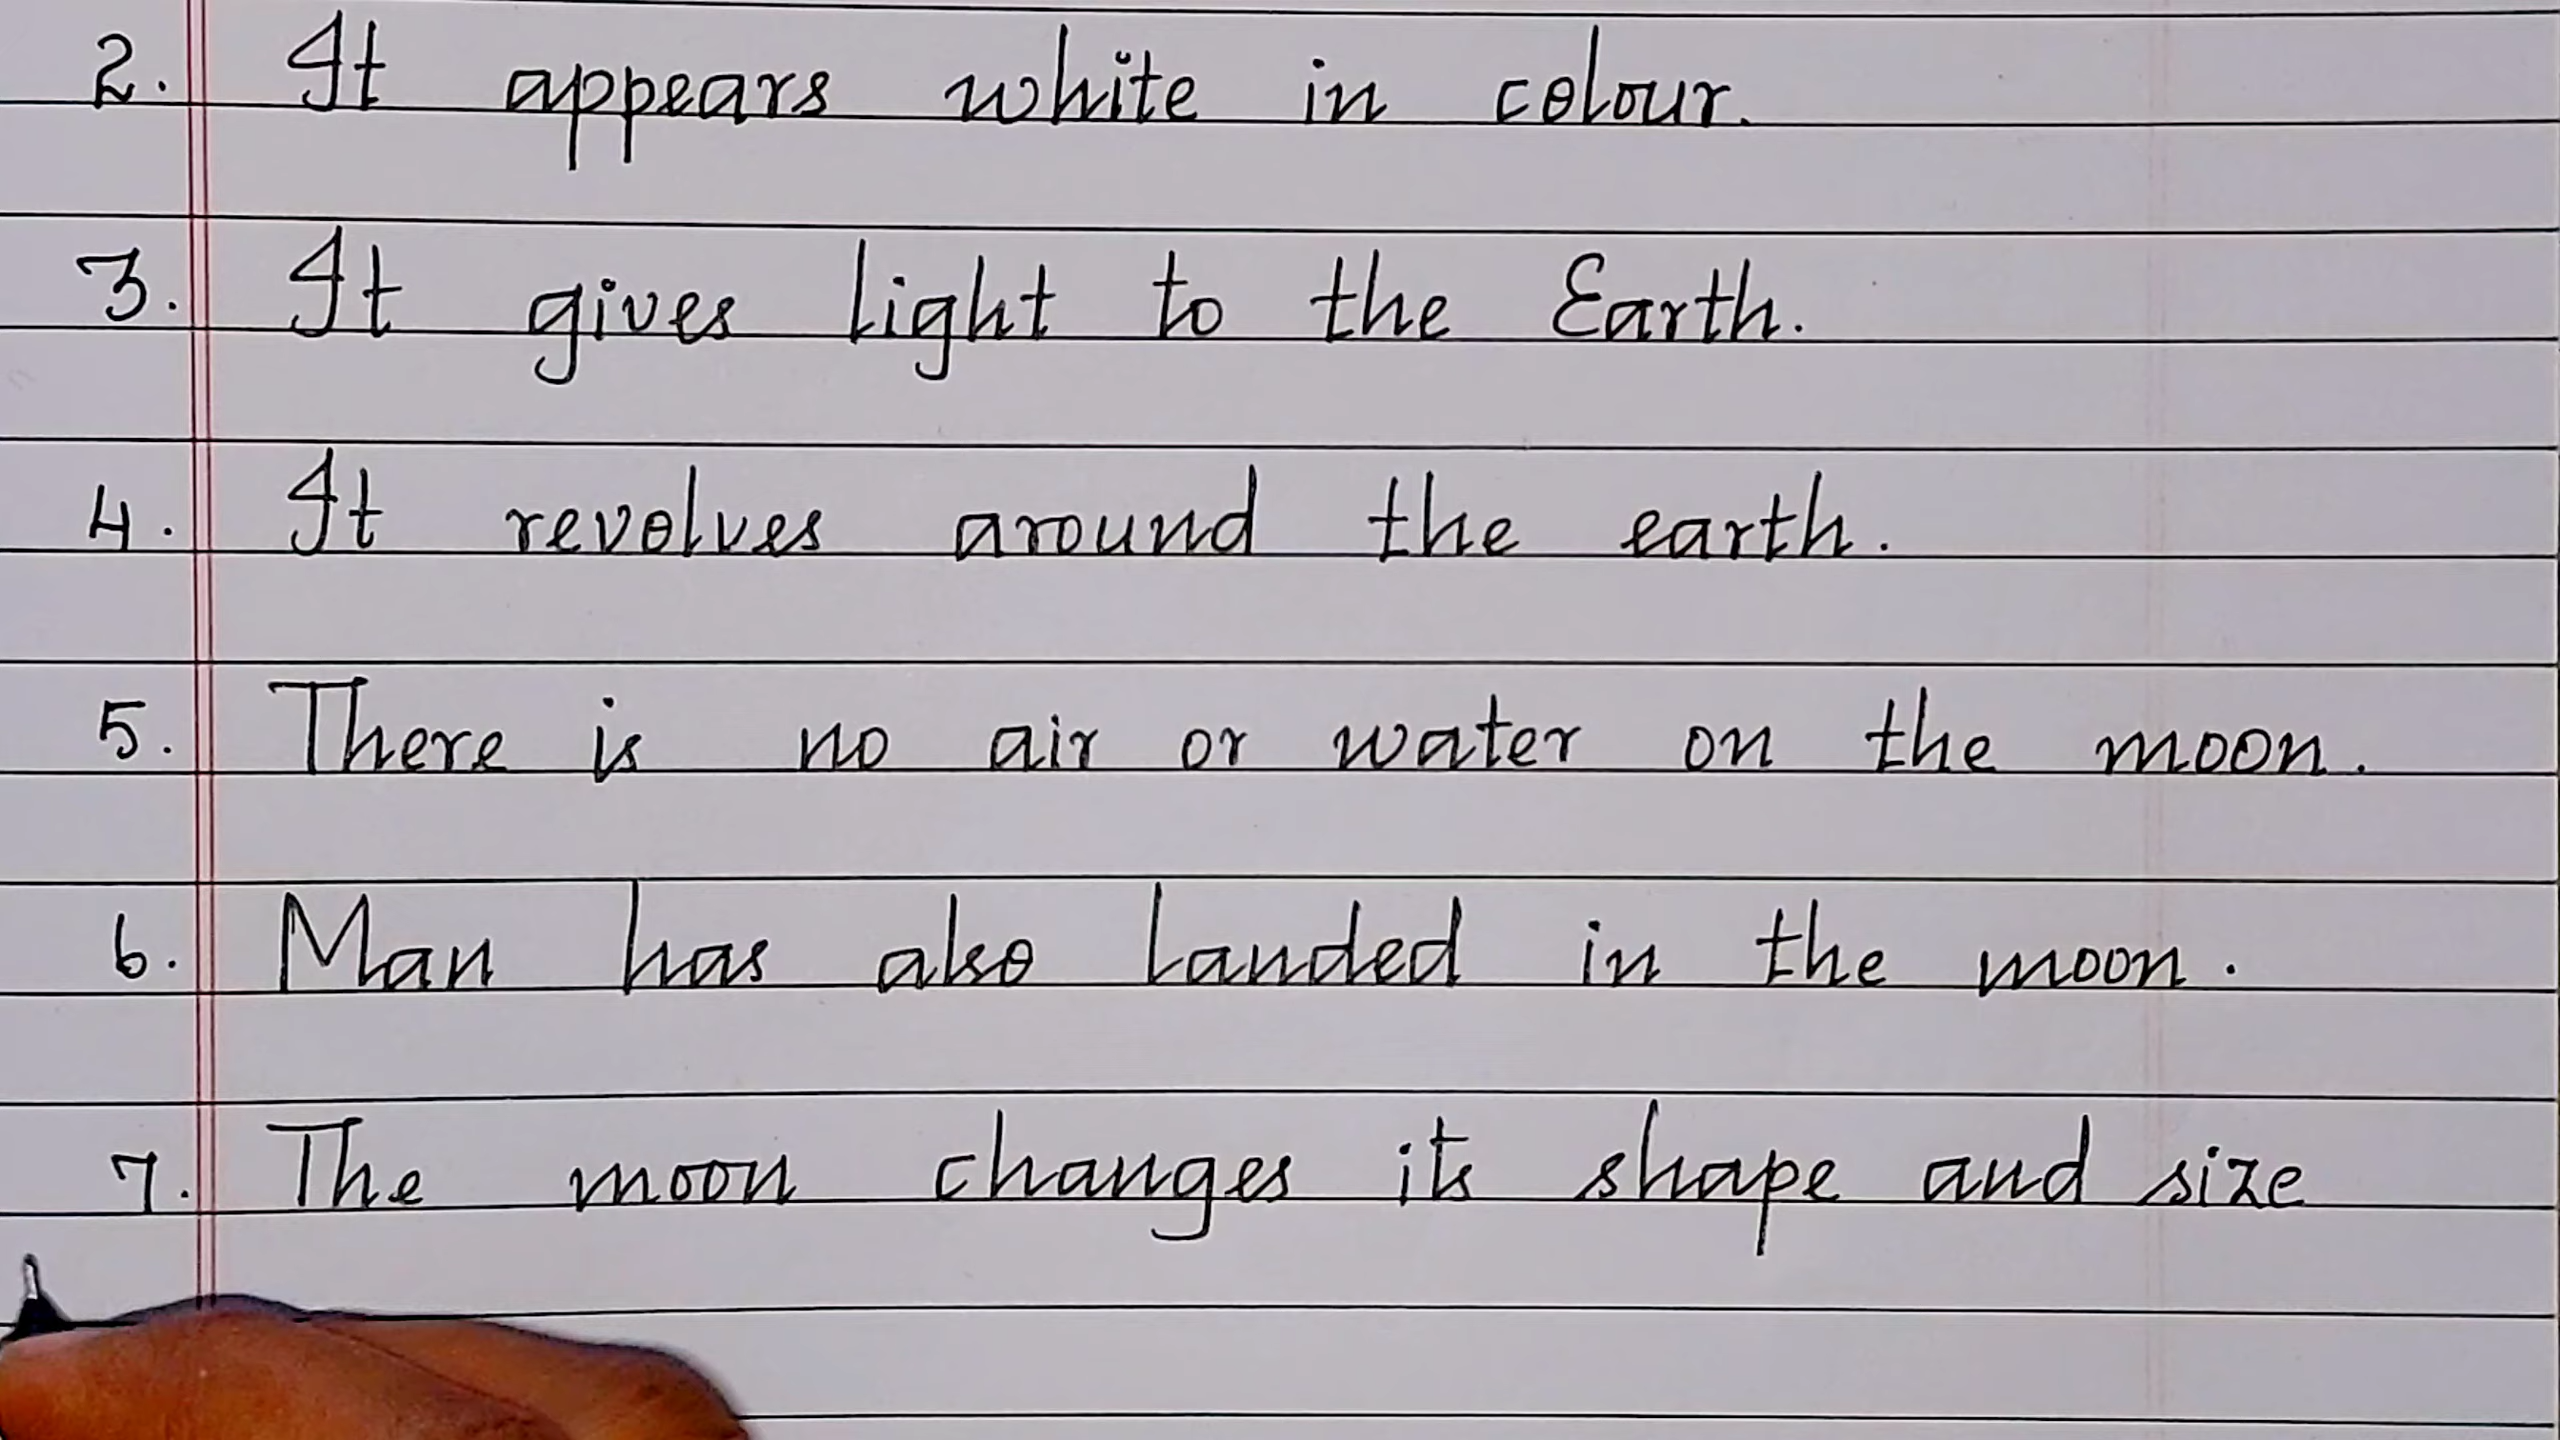 2. It appears white in colour.
3. It gives light to the Earth.
4. It revolves around the earth.
5. There is no air or water on the moon.
6. Man has also landed in the moon.
7. The moon changes its shape and size